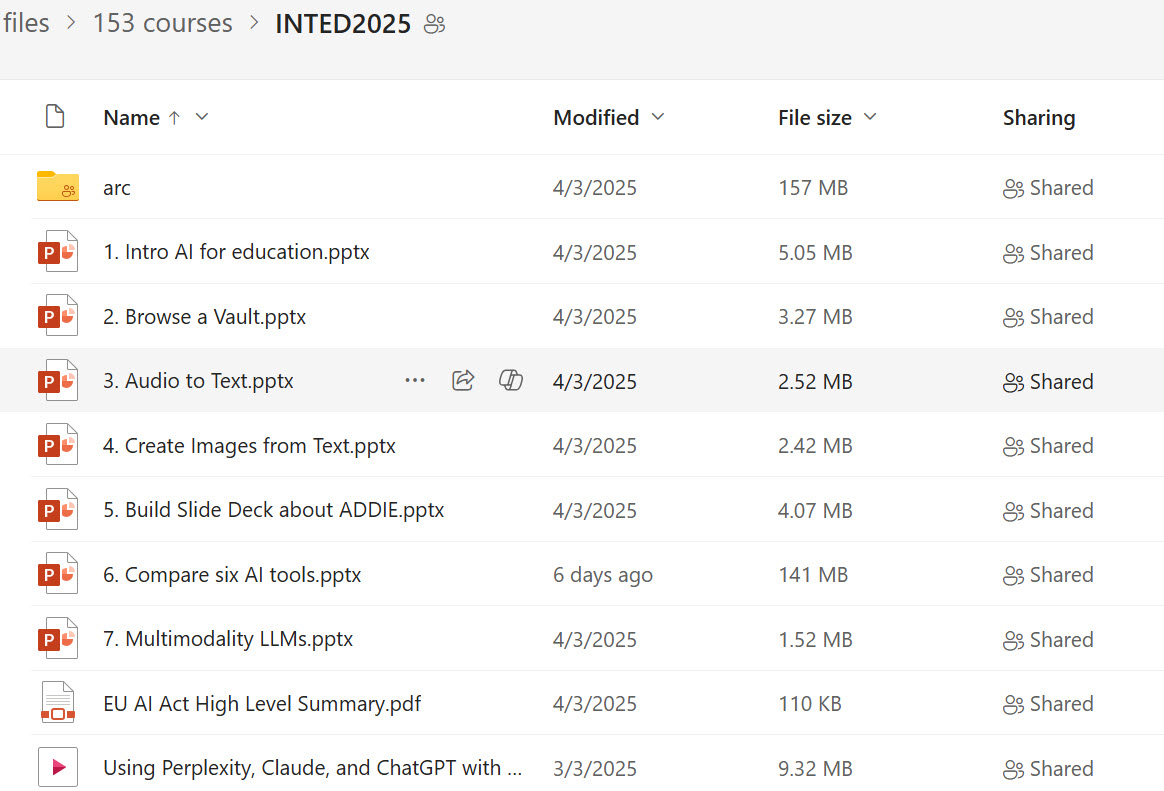 files > 153 courses > INTED2025
Name ↑ Modified File size Sharing
arc 4/3/2025 157 MB Shared
P 1. Intro AI for education.pptx 4/3/2025 5.05 MB Shared
P 2. Browse a Vault.pptx 4/3/2025 3.27 MB Shared
P 3. Audio to Text.pptx ... 4/3/2025 2.52 MB Shared
P 4. Create Images from Text.pptx 4/3/2025 2.42 MB Shared
P 5. Build Slide Deck about ADDIE.pptx 4/3/2025 4.07 MB Shared
P 6. Compare six AI tools.pptx 6 days ago 141 MB Shared
P 7. Multimodality LLMs.pptx 4/3/2025 1.52 MB Shared
EU AI Act High Level Summary.pdf 4/3/2025 110 KB Shared
Using Perplexity, Claude, and ChatGPT with ... 3/3/2025 9.32 MB Shared